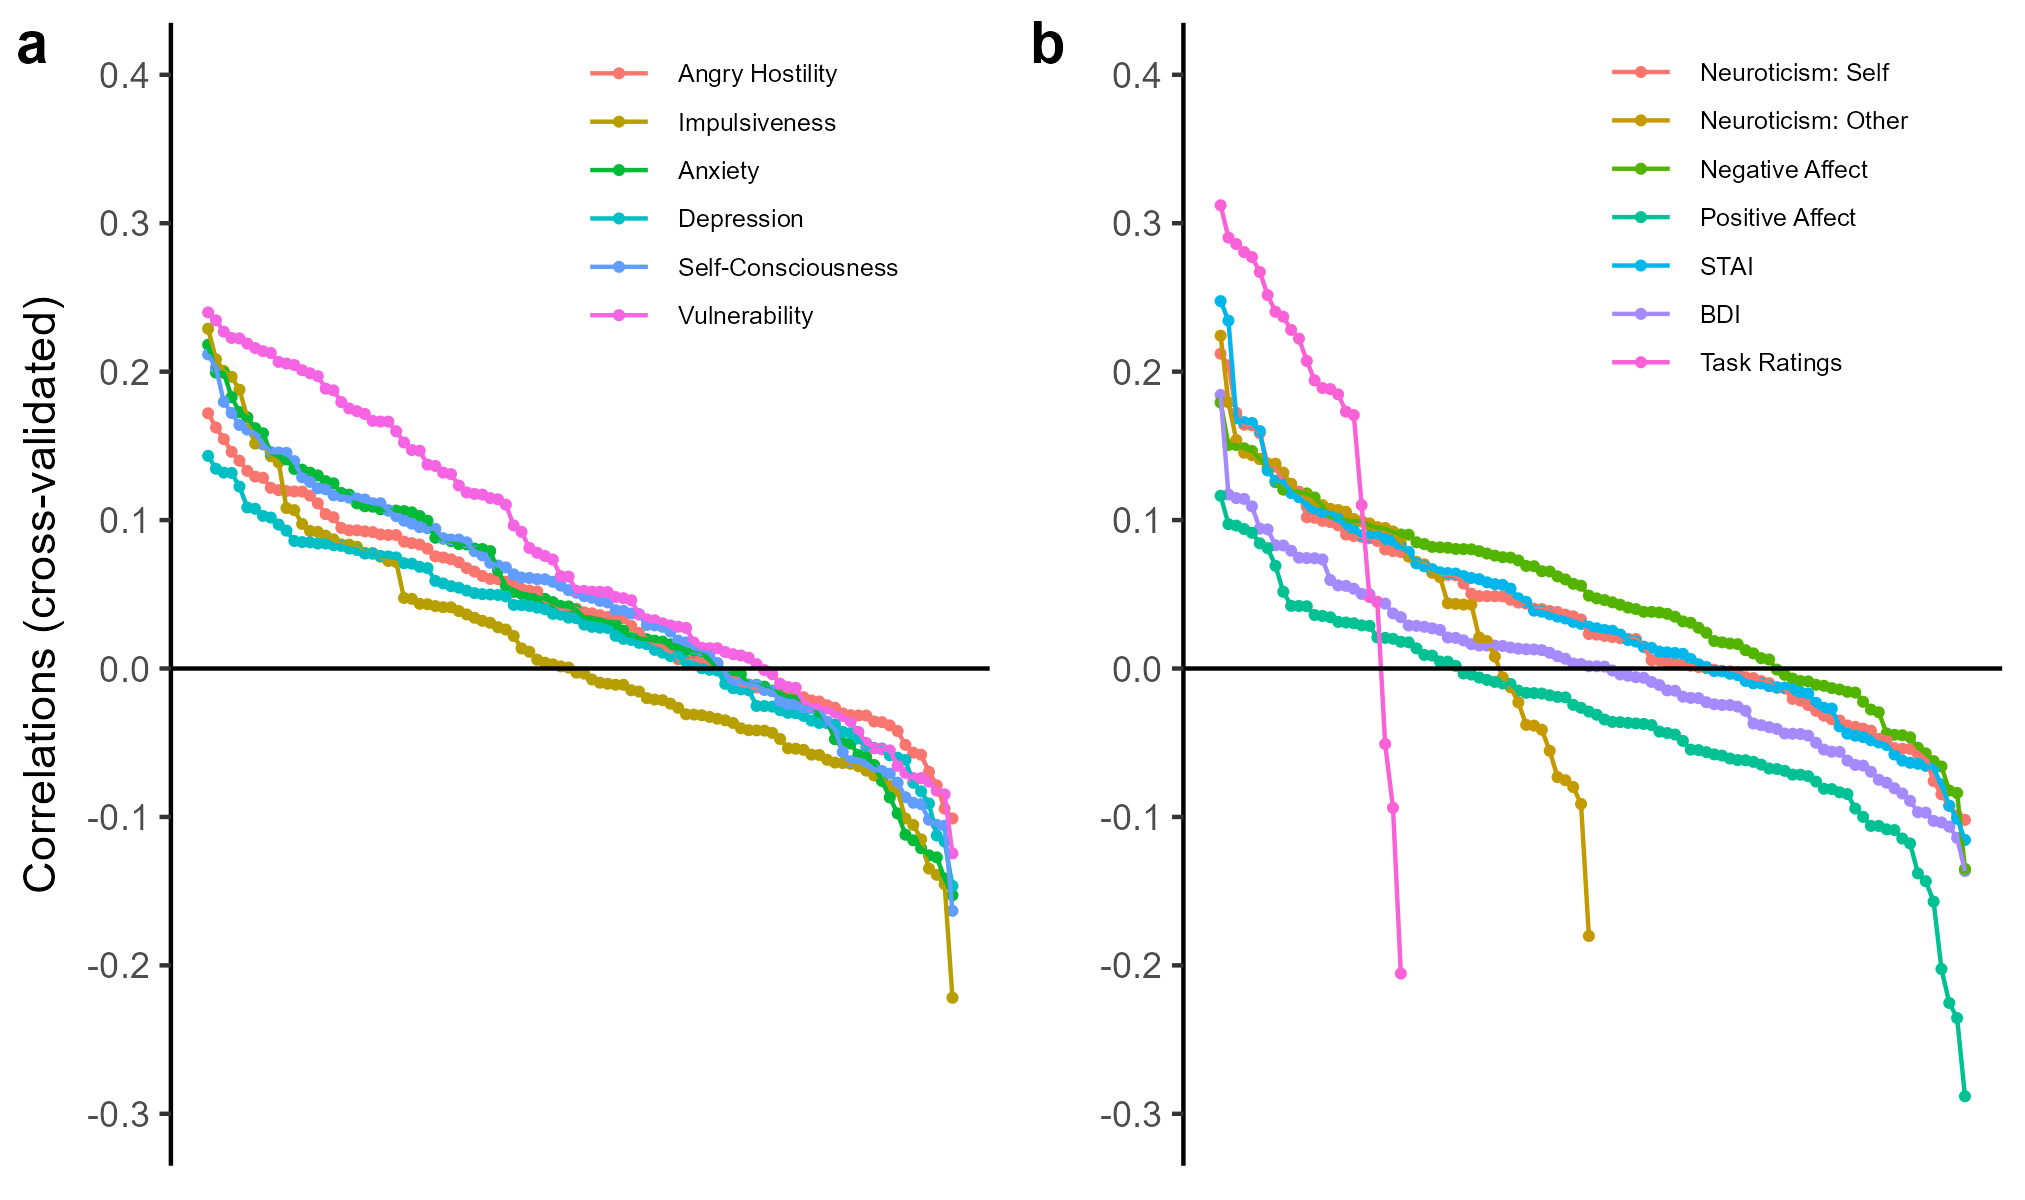 a
Correlations (cross-validated)
0.4
0.3
0.2
0.1
0.0
-0.1
-0.2
-0.3
Angry Hostility
Impulsiveness
Anxiety
Depression
Self-Consciousness
Vulnerability
b
0.4
0.3
0.2
0.1
0.0
-0.1
-0.2
-0.3
Neuroticism: Self
Neuroticism: Other
Negative Affect
Positive Affect
STAI
BDI
Task Ratings